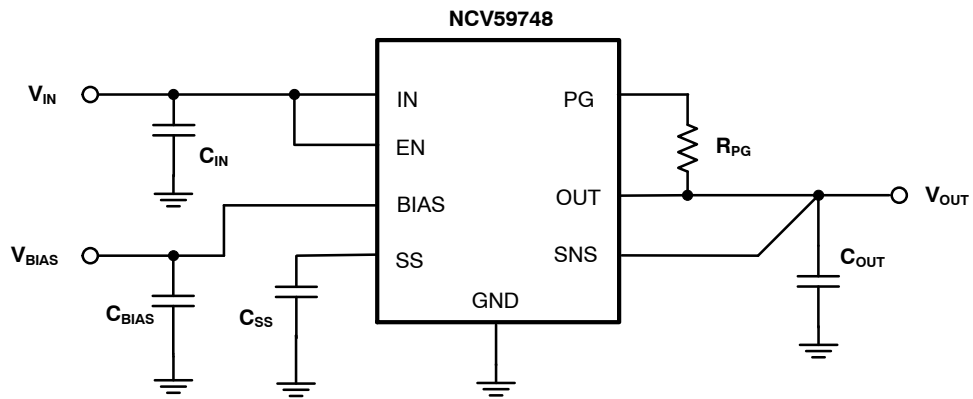 NCV59748
VIN
IN
PG
CIN
EN
RPG
BIAS
OUT
VOUT
VBIAS
SS
SNS
COUT
CBIAS
CSS
GND